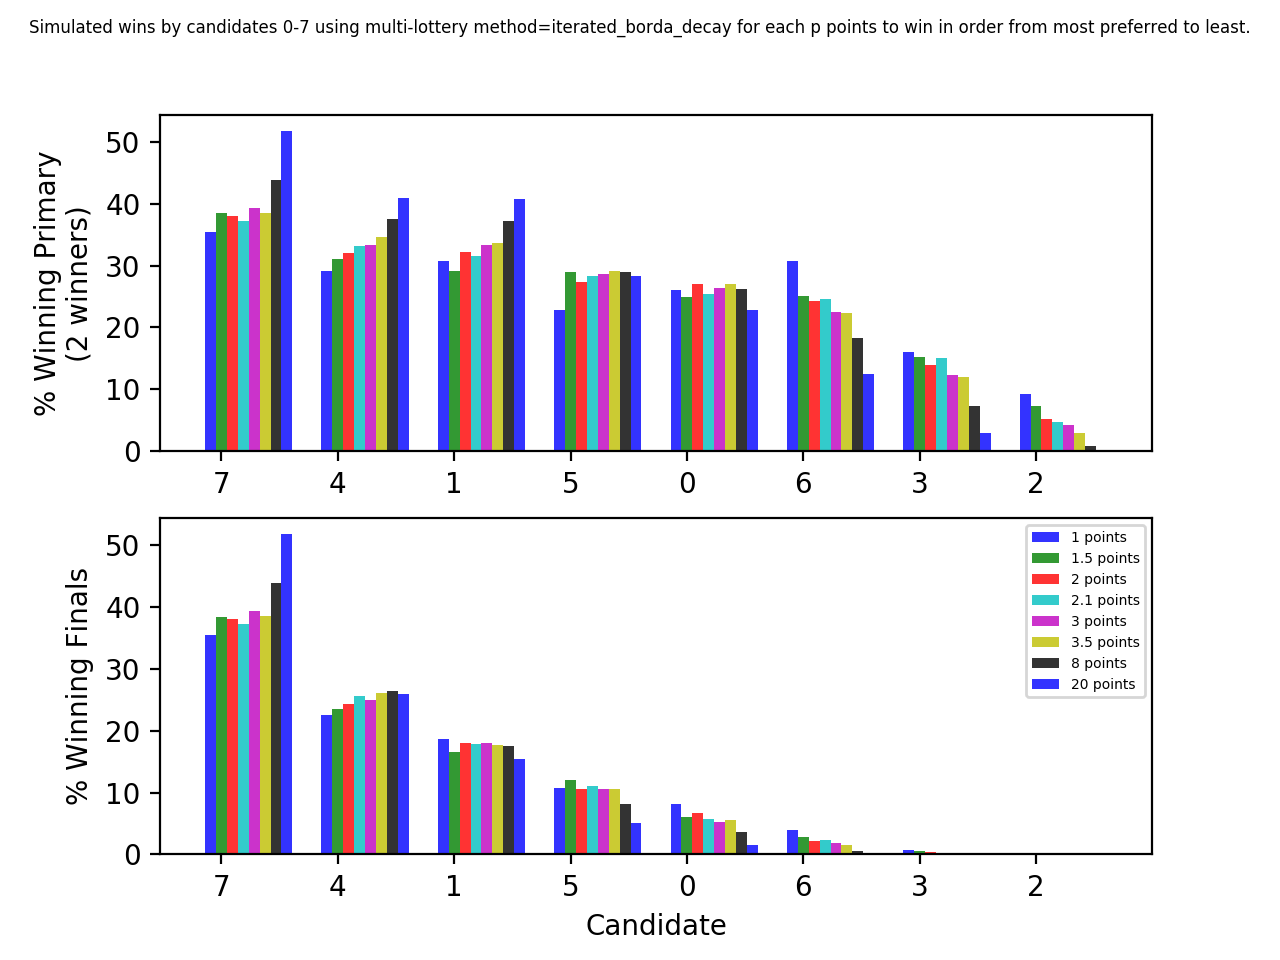 Simulated wins by candidates 0-7 using multi-lottery method=iterated_borda_decay for each p points to win in order from most preferred to least.
% Winning Primary
(2 winners)
50
40
30
20
10
0
7 4 1 5 0 6 3 2
% Winning Finals
50
40
30
20
10
0
1 points
1.5 points
2 points
2.1 points
3 points
3.5 points
8 points
20 points
7 4 1 5 0 6 3 2
Candidate